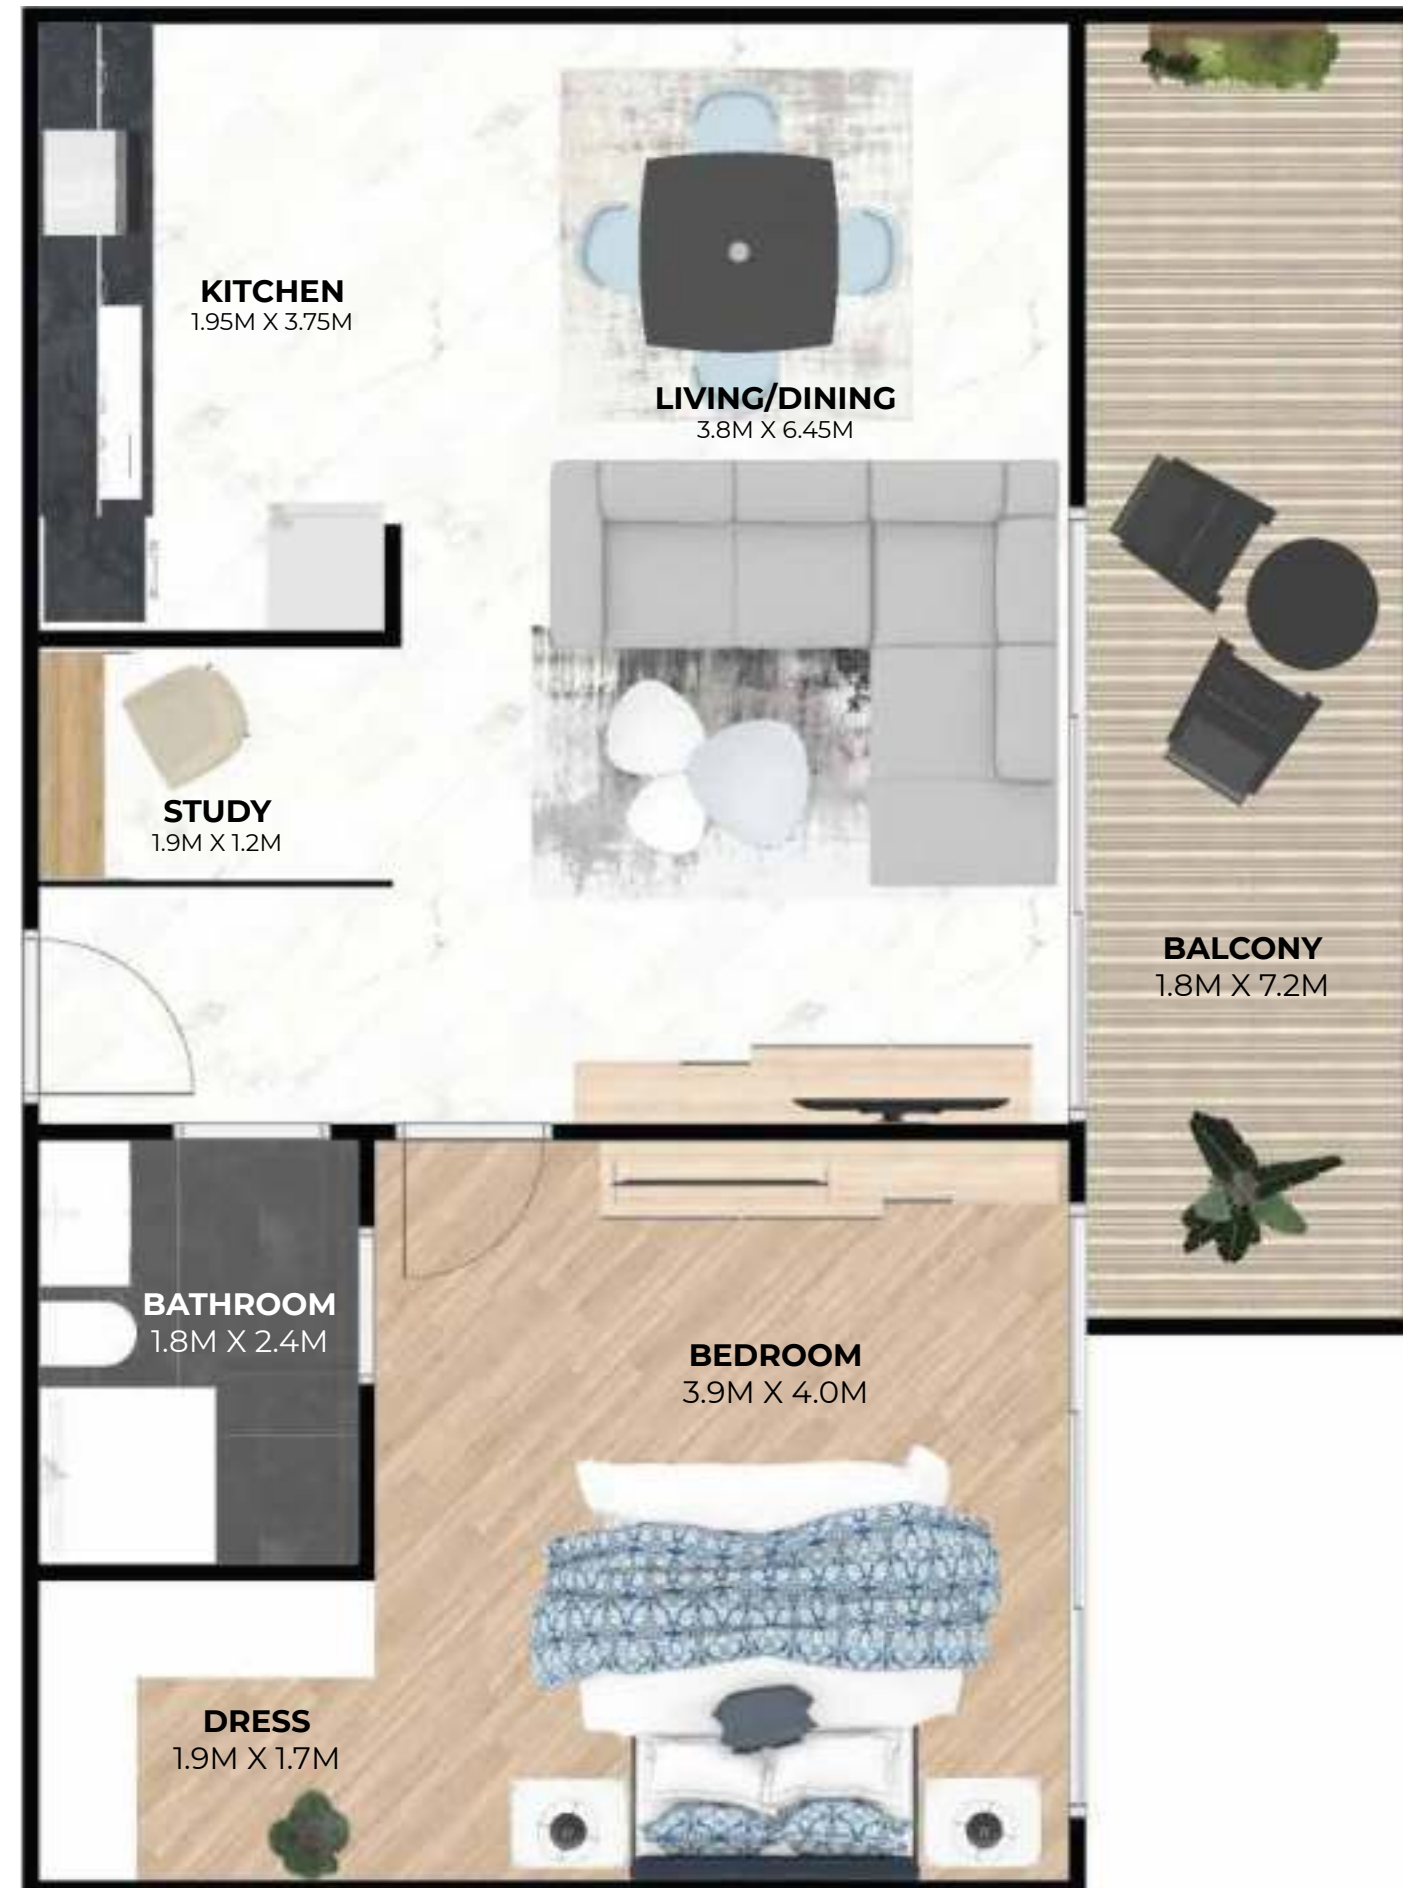 KITCHEN
1.95M X 3.75M
LIVING/DINING
3.8M X 6.45M
STUDY
1.9M X 1.2M
BALCONY
1.8M X 7.2M
BATHROOM
1.8M X 2.4M
BEDROOM
3.9M X 4.0M
DRESS
1.9M X 1.7M